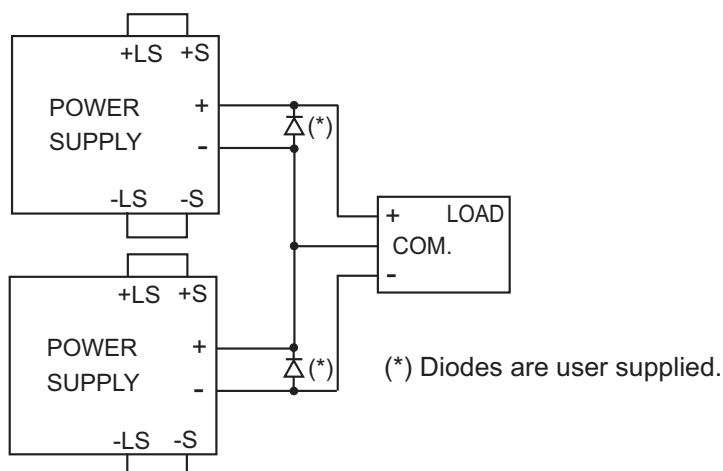 +LS +S
POWER
SUPPLY
+
-
(*)
-LS -S
+ LOAD
COM.
-
+LS +S
POWER
SUPPLY
+
-
(*)
-LS -S
(*) Diodes are user supplied.